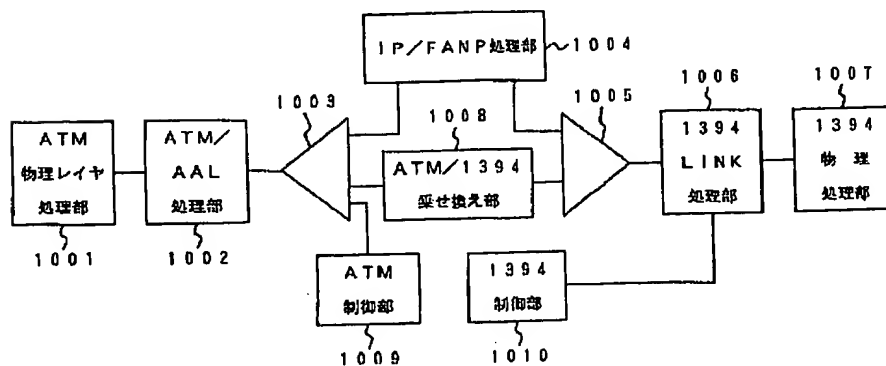 IP/FANP処理部
1004
1003
1008
1005
1006
1007
ATM
物理レイヤ
処理部
ATM/
AAL
処理部
ATM/1394
乗せ換え部
1394
LINK
処理部
1394
物理
処理部
1001
1002
ATM
制御部
1394
制御部
1009
1010